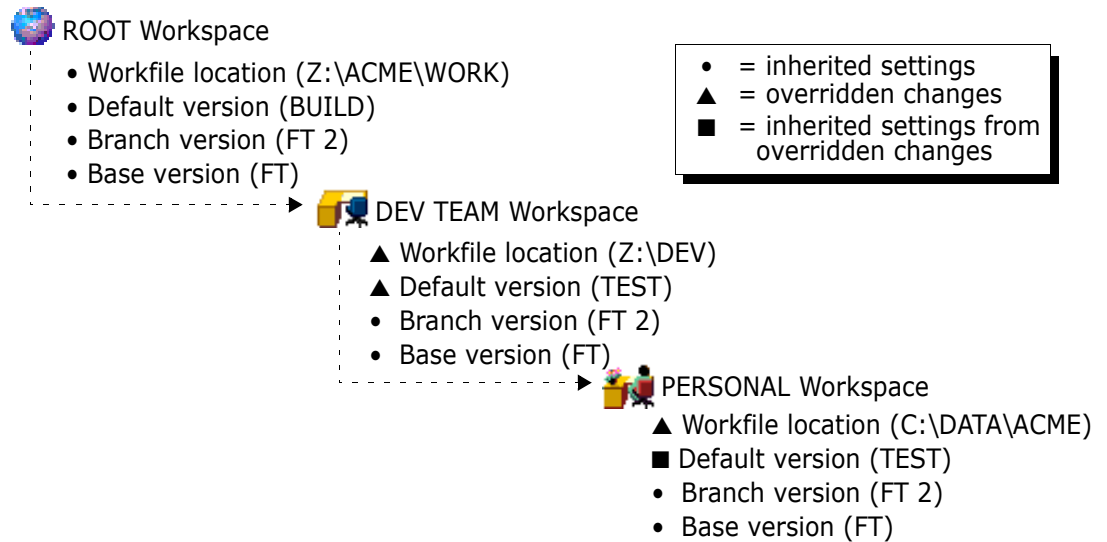 ROOT Workspace
• Workfile location (Z:\ACME\WORK)
• Default version (BUILD)
• Branch version (FT 2)
• Base version (FT)
• = inherited settings
▲ = overridden changes
■ = inherited settings from
overridden changes
DEV TEAM Workspace
▲ Workfile location (Z:\DEV)
▲ Default version (TEST)
• Branch version (FT 2)
• Base version (FT)
PERSONAL Workspace
▲ Workfile location (C:\DATA\ACME)
■ Default version (TEST)
• Branch version (FT 2)
• Base version (FT)